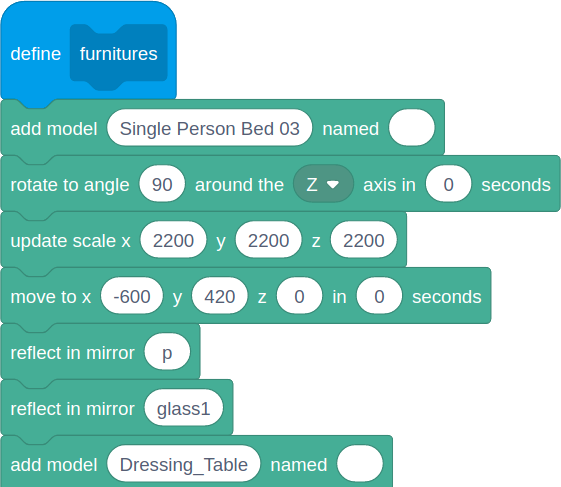 define furnitures
add model Single Person Bed 03 named
rotate to angle 90 around the Z axis in 0 seconds
update scale x 2200 y 2200 z 2200
move to x -600 y 420 z 0 in 0 seconds
reflect in mirror p
reflect in mirror glass1
add model Dressing_Table named